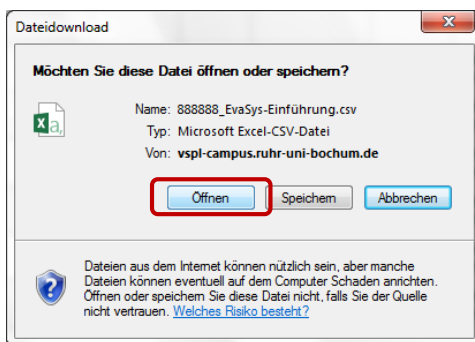 Dateidownload
Möchten Sie diese Datei öffnen oder speichern?
Name: 888888_EvaSys-Einführung.csv
Typ: Microsoft Excel-CSV-Datei
Von: vspl-campus.ruhr-uni-bochum.de
Öffnen Speichern Abbrechen
Dateien aus dem Internet können nützlich sein, aber manche
Dateien können eventuell auf dem Computer Schaden anrichten.
Öffnen oder speichern Sie diese Datei nicht, falls Sie der Quelle
nicht vertrauen. Welches Risiko besteht?